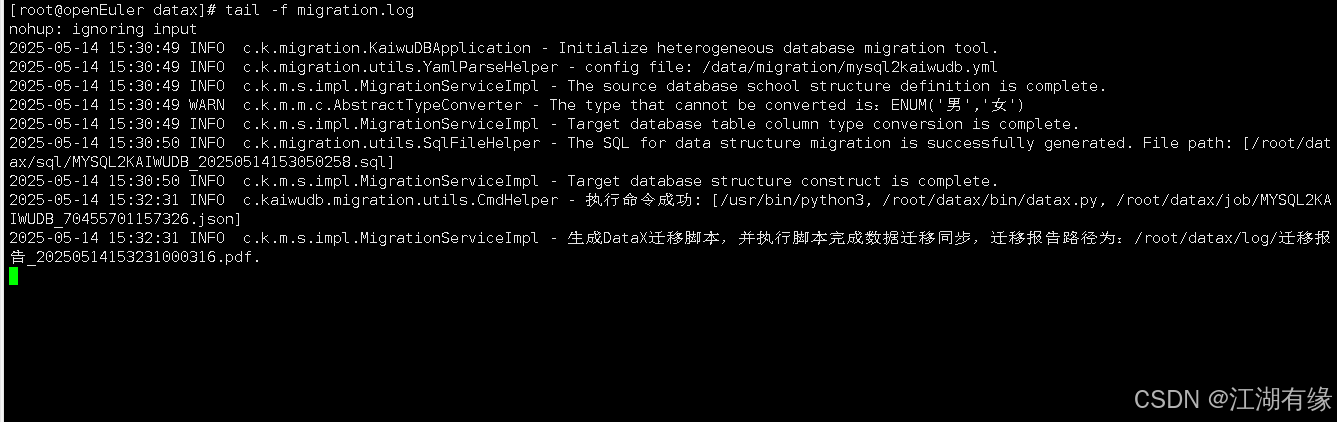 [root@openEuler datax]# tail -f migration.log
nohup: ignoring input
2025-05-14 15:30:49 INFO  c.k.migration.KaiwuDBApplication - Initialize heterogeneous database migration tool.
2025-05-14 15:30:49 INFO  c.k.migration.utils.YamlParseHelper - config file: /data/migration/mysql2kaiwudb.yml
2025-05-14 15:30:49 INFO  c.k.m.s.impl.MigrationServiceImpl - The source database school structure definition is complete.
2025-05-14 15:30:49 WARN  c.k.m.m.c.AbstractTypeConverter - The type that cannot be converted is：ENUM('男','女')
2025-05-14 15:30:49 INFO  c.k.m.s.impl.MigrationServiceImpl - Target database table column type conversion is complete.
2025-05-14 15:30:50 INFO  c.k.migration.utils.SqlFileHelper - The SQL for data structure migration is successfully generated. File path: [/root/dat
ax/sql/MYSQL2KAIWUDB_20250514153050258.sql]
2025-05-14 15:30:50 INFO  c.k.m.s.impl.MigrationServiceImpl - Target database structure construct is complete.
2025-05-14 15:32:31 INFO  c.kaiwudb.migration.utils.CmdHelper - 执行命令成功: [/usr/bin/python3, /root/datax/bin/datax.py, /root/datax/job/MYSQL2KA
IWUDB_70455701157326.json]
2025-05-14 15:32:31 INFO  c.k.m.s.impl.MigrationServiceImpl - 生成DataX迁移脚本，并执行脚本完成数据迁移同步，迁移报告路径为：/root/datax/log/迁移报
告_20250514153231000316.pdf.
CSDN @江湖有缘